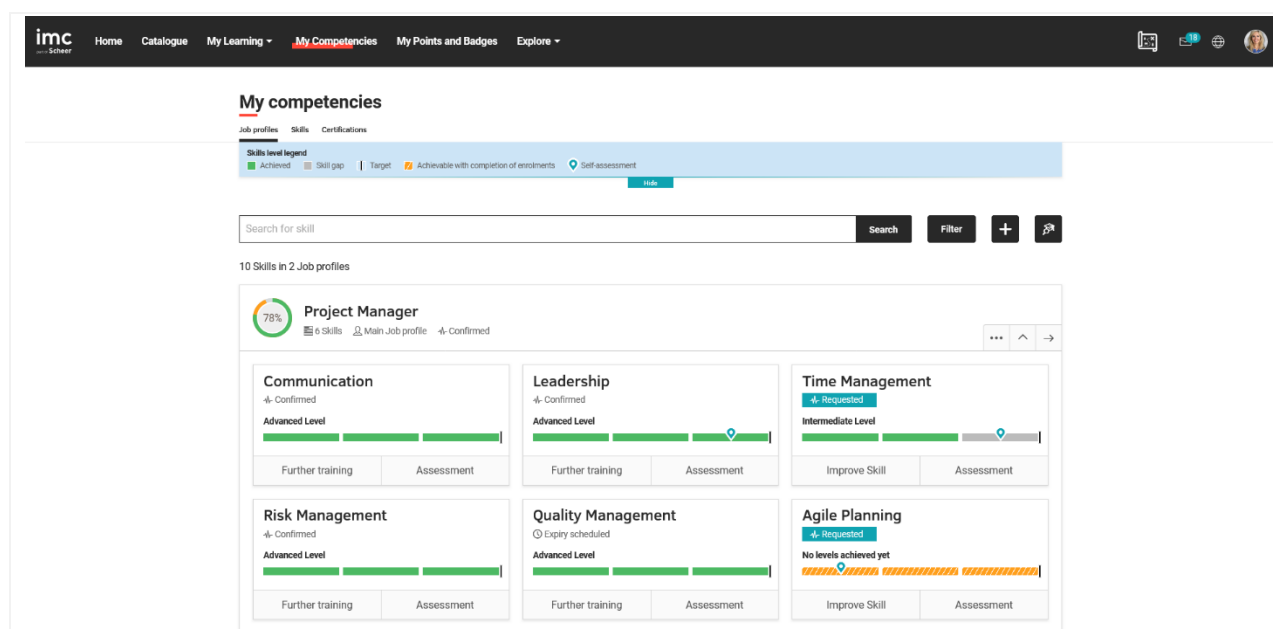 imc
Scheer
Home Catalogue My Learning My Competencies My Points and Badges Explore 18
My competencies
Job profiles Skills Certifications
Skills level legend
Achieved Skill gap Target Achievable with completion of enrolments Self-assessment
Hide
Search for skill Search Filter
10 Skills in 2 Job profiles
78% Project Manager
6 Skills Main Job profile Confirmed
Communication Leadership Time Management
Confirmed Confirmed Requested
Advanced Level Advanced Level Intermediate Level
Further training Assessment Further training Assessment Improve Skill Assessment
Risk Management Quality Management Agile Planning
Confirmed Expiry scheduled Requested
Advanced Level Advanced Level No levels achieved yet
Further training Assessment Further training Assessment Improve Skill Assessment